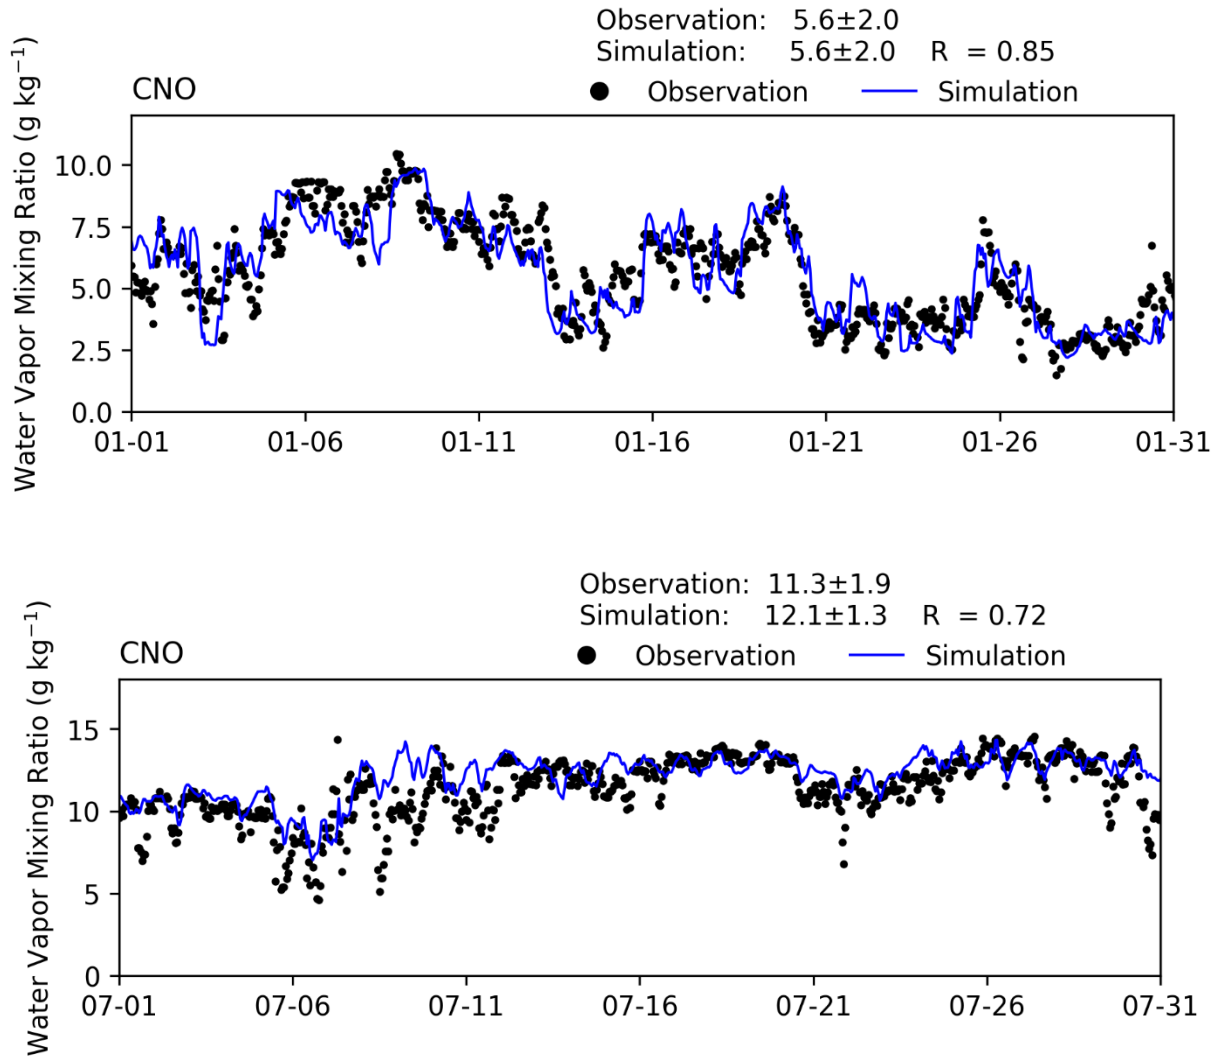 Observation: 5.6±2.0
Simulation: 5.6±2.0 R = 0.85
CNO
Observation Simulation
Water Vapor Mixing Ratio (g kg⁻¹)
10.0
7.5
5.0
2.5
0.0
01-01 01-06 01-11 01-16 01-21 01-26 01-31
Observation: 11.3±1.9
Simulation: 12.1±1.3 R = 0.72
CNO
Observation Simulation
Water Vapor Mixing Ratio (g kg⁻¹)
15
10
5
0
07-01 07-06 07-11 07-16 07-21 07-26 07-31